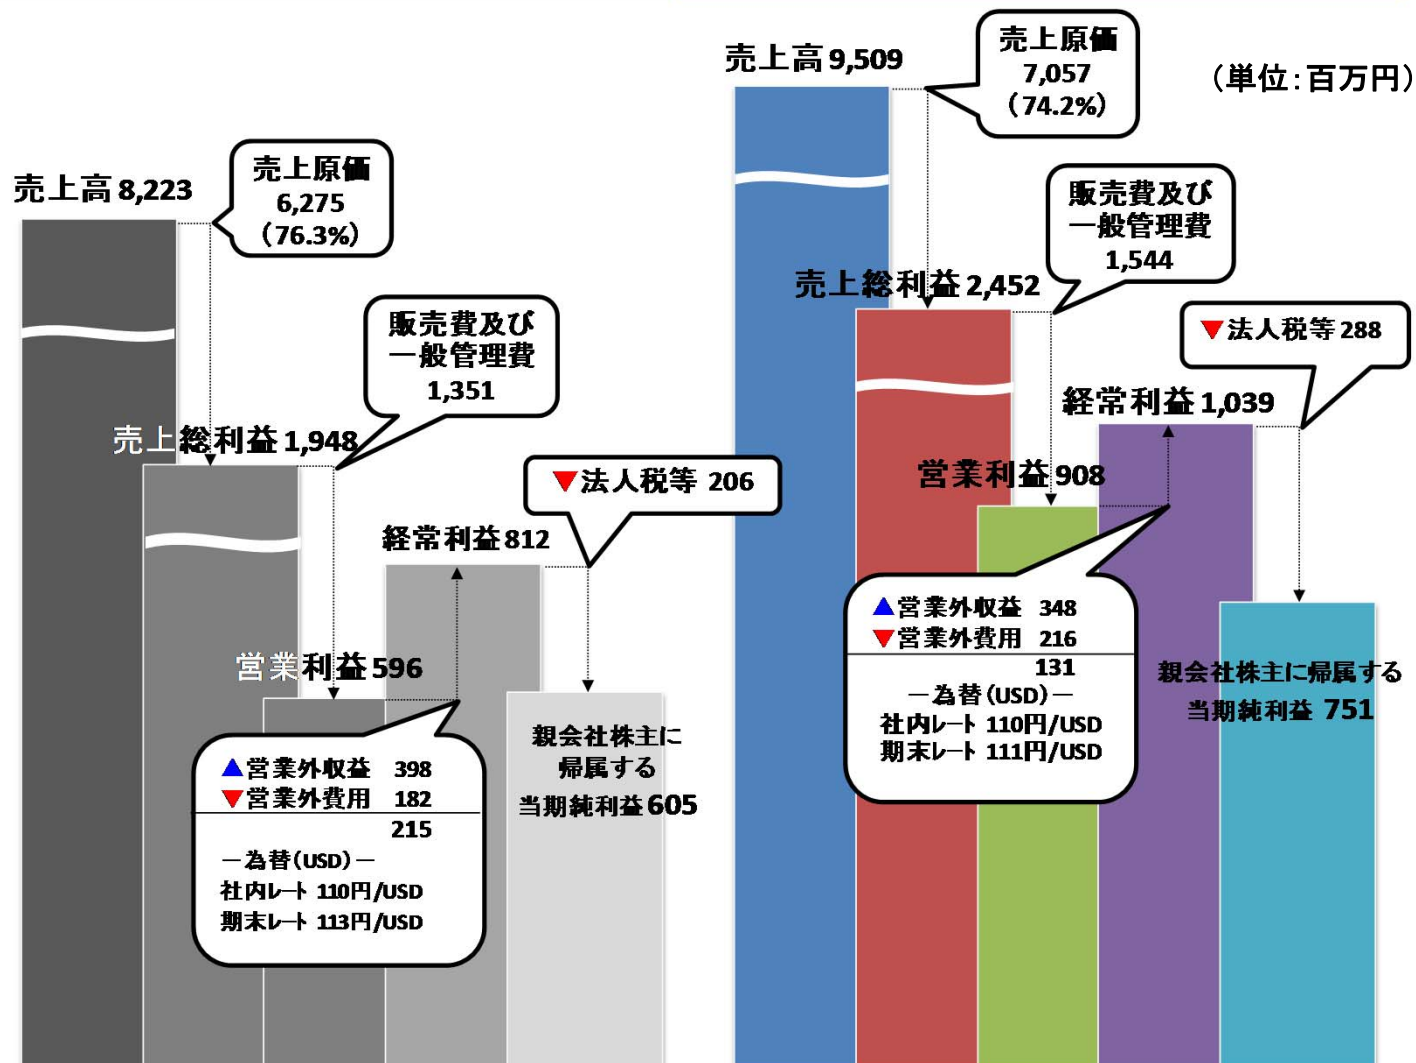 (単位:百万円)
売上高 8,223
売上原価
6,275
(76.3%)
売上総利益 1,948
販売費及び
一般管理費
1,351
営業利益 596
▲営業外収益 398
▼営業外費用 182
215
－為替(USD)－
社内レート 110円/USD
期末レート 113円/USD
経常利益 812
▼法人税等 206
親会社株主に
帰属する
当期純利益 605
売上高 9,509
売上原価
7,057
(74.2%)
売上総利益 2,452
販売費及び
一般管理費
1,544
営業利益 908
▲営業外収益 348
▼営業外費用 216
131
－為替(USD)－
社内レート 110円/USD
期末レート 111円/USD
経常利益 1,039
▼法人税等 288
親会社株主に帰属する
当期純利益 751